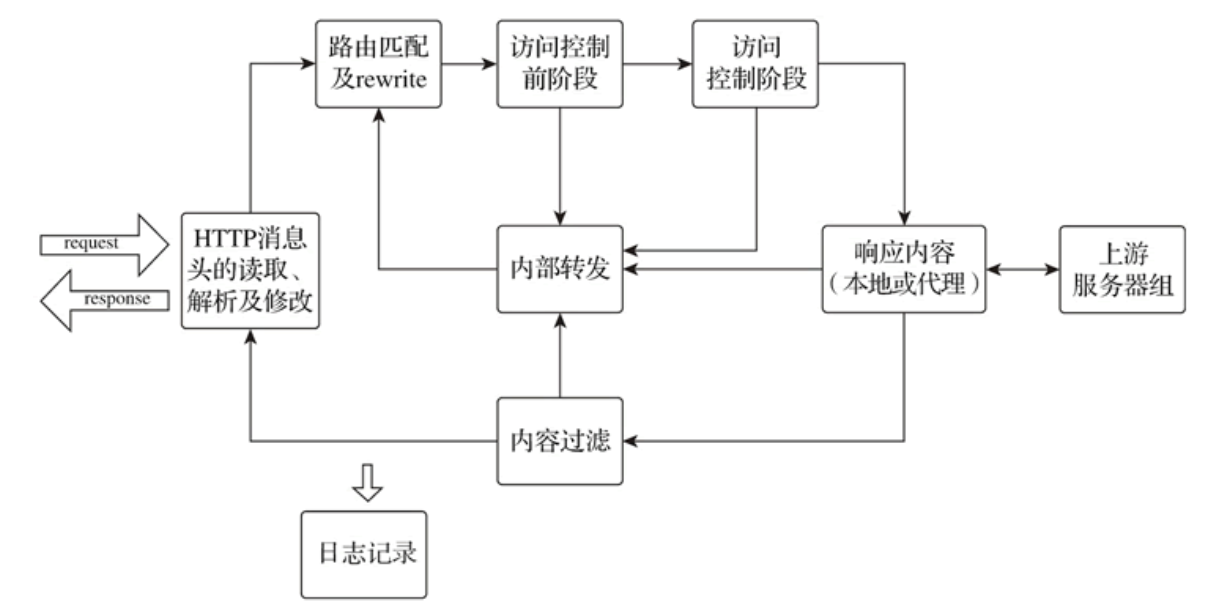 路由匹配
及rewrite
访问控制
前阶段
访问
控制阶段
request
response
HTTP消息
头的读取、
解析及修改
内部转发
响应内容
（本地或代理）
上游
服务器组
内容过滤
日志记录